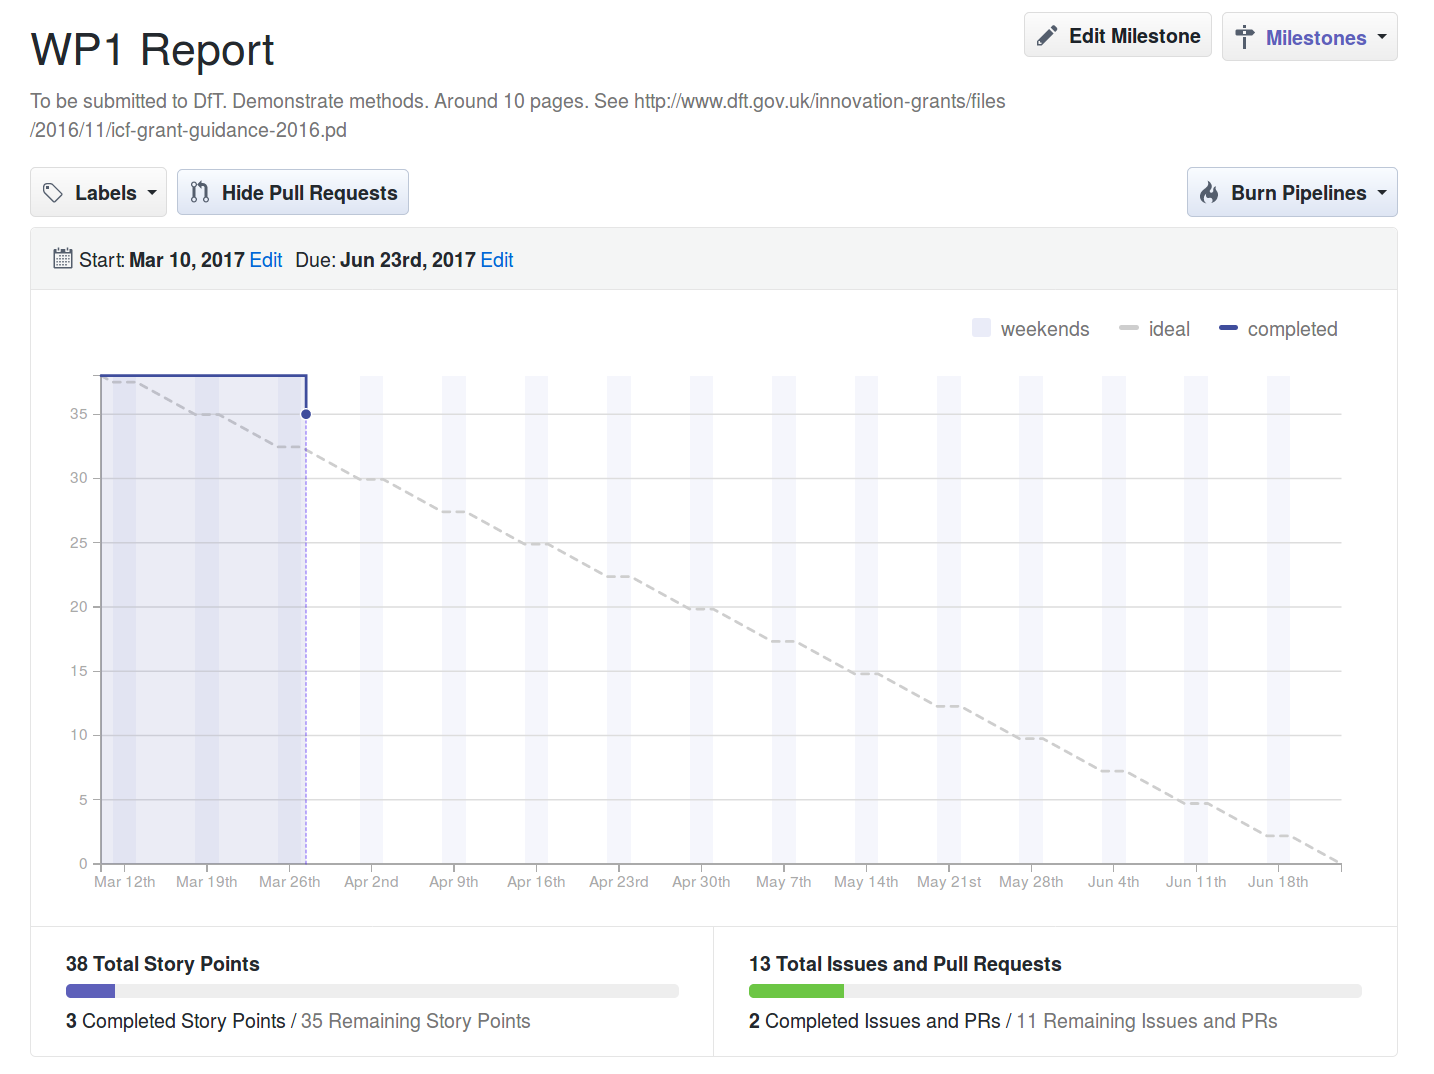 WP1 Report
Edit Milestone
Milestones
To be submitted to DfT. Demonstrate methods. Around 10 pages. See http://www.dft.gov.uk/innovation-grants/files
/2016/11/icf-grant-guidance-2016.pd
Labels
Hide Pull Requests
Burn Pipelines
Start: Mar 10, 2017 Edit Due: Jun 23rd, 2017 Edit
weekends ideal completed
35
30
25
20
15
10
5
0
Mar 12th Mar 19th Mar 26th Apr 2nd Apr 9th Apr 16th Apr 23rd Apr 30th May 7th May 14th May 21st May 28th Jun 4th Jun 11th Jun 18th
38 Total Story Points
3 Completed Story Points / 35 Remaining Story Points
13 Total Issues and Pull Requests
2 Completed Issues and PRs / 11 Remaining Issues and PRs